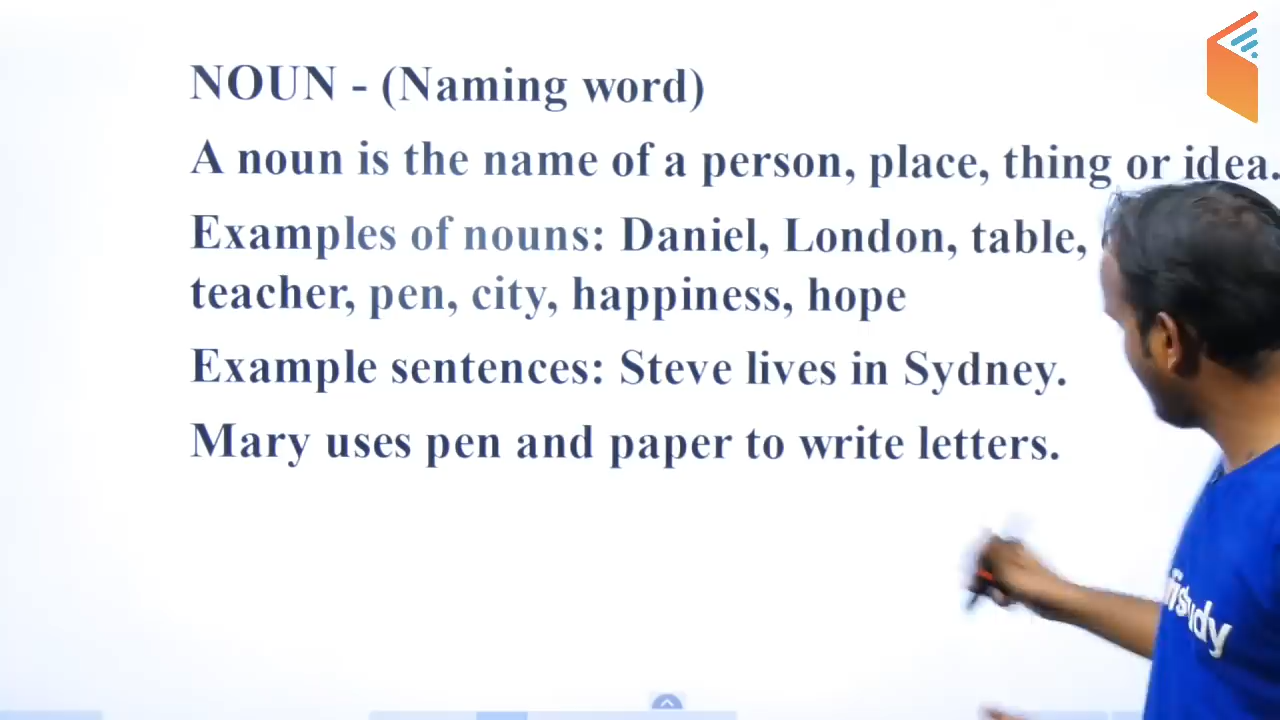 NOUN - (Naming word)
A noun is the name of a person, place, thing or idea.
Examples of nouns: Daniel, London, table,
teacher, pen, city, happiness, hope
Example sentences: Steve lives in Sydney.
Mary uses pen and paper to write letters.